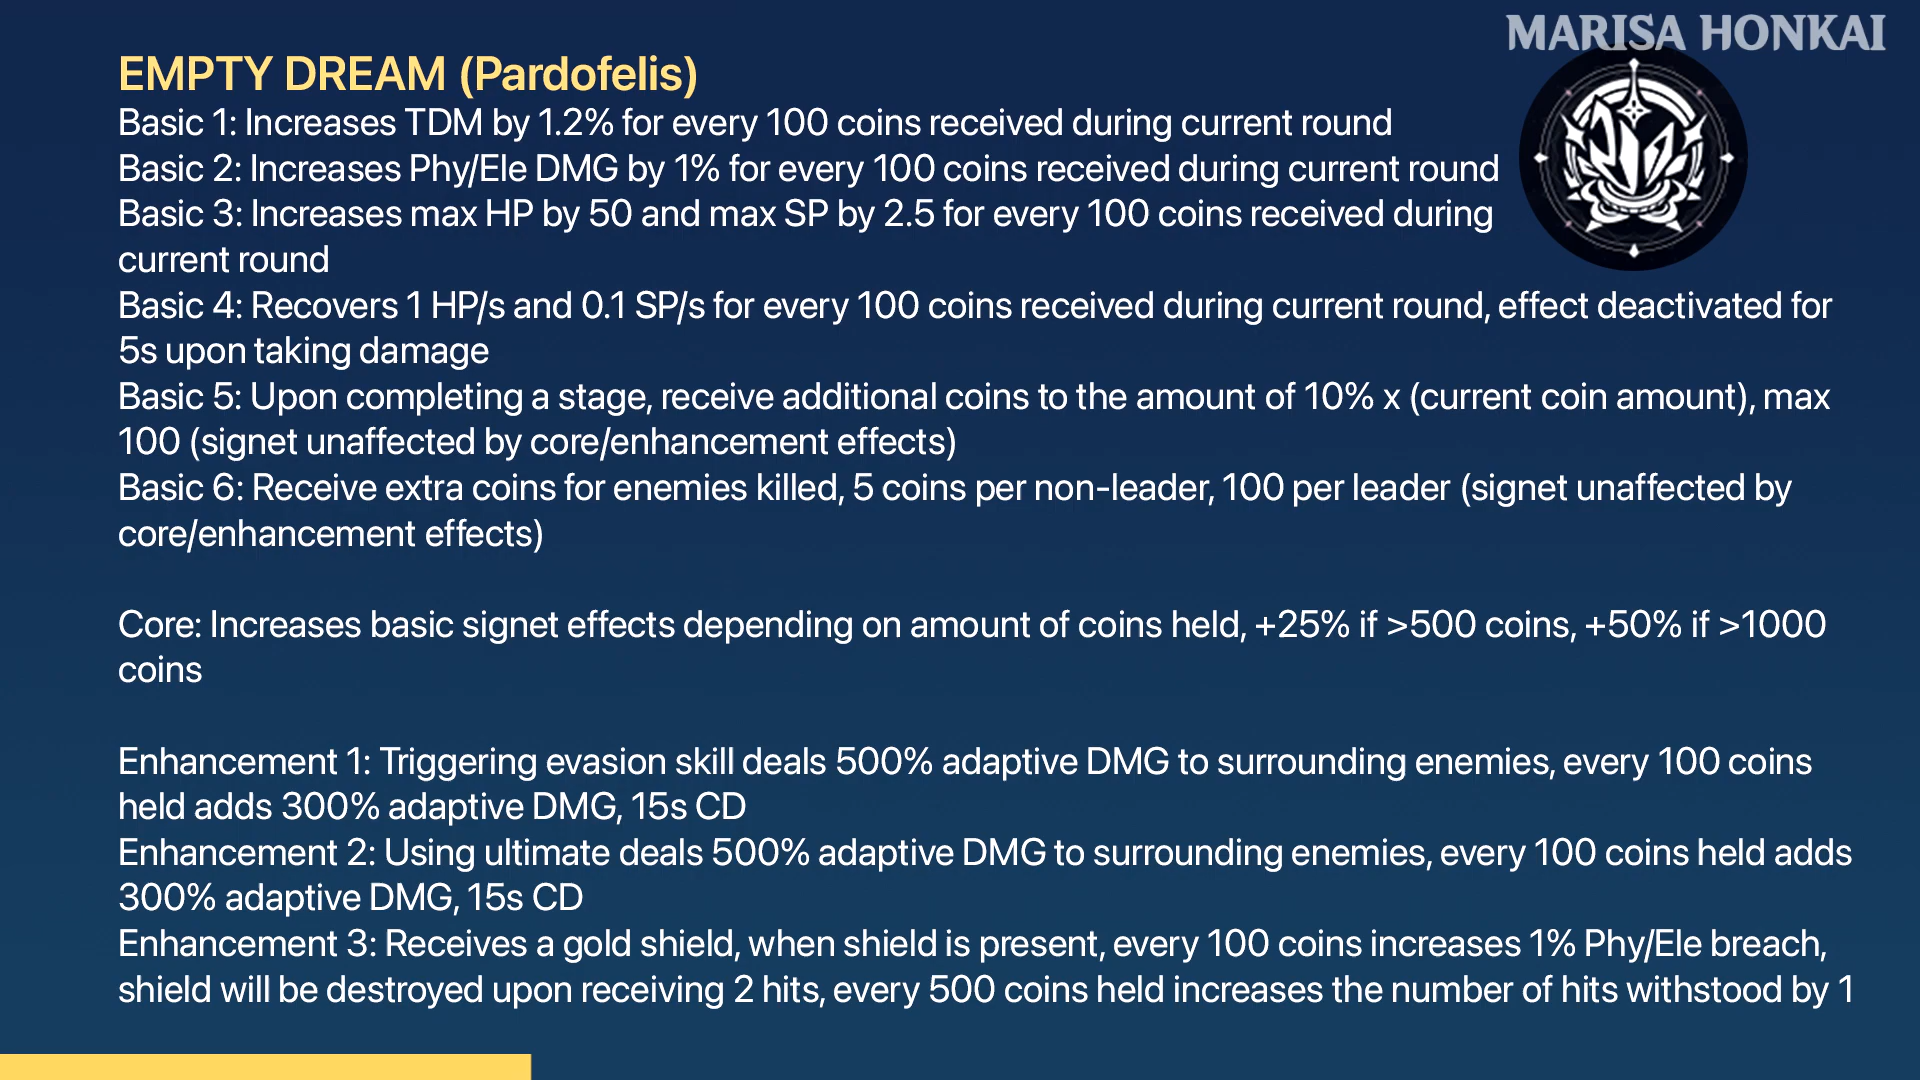 MARISA HONKAI
EMPTY DREAM (Pardofelis)
Basic 1: Increases TDM by 1.2% for every 100 coins received during current round
Basic 2: Increases Phy/Ele DMG by 1% for every 100 coins received during current round
Basic 3: Increases max HP by 50 and max SP by 2.5 for every 100 coins received during
current round
Basic 4: Recovers 1 HP/s and 0.1 SP/s for every 100 coins received during current round, effect deactivated for
5s upon taking damage
Basic 5: Upon completing a stage, receive additional coins to the amount of 10% x (current coin amount), max
100 (signet unaffected by core/enhancement effects)
Basic 6: Receive extra coins for enemies killed, 5 coins per non-leader, 100 per leader (signet unaffected by
core/enhancement effects)
Core: Increases basic signet effects depending on amount of coins held, +25% if >500 coins, +50% if >1000
coins
Enhancement 1: Triggering evasion skill deals 500% adaptive DMG to surrounding enemies, every 100 coins
held adds 300% adaptive DMG, 15s CD
Enhancement 2: Using ultimate deals 500% adaptive DMG to surrounding enemies, every 100 coins held adds
300% adaptive DMG, 15s CD
Enhancement 3: Receives a gold shield, when shield is present, every 100 coins increases 1% Phy/Ele breach,
shield will be destroyed upon receiving 2 hits, every 500 coins held increases the number of hits withstood by 1